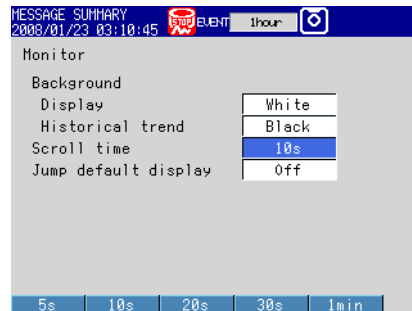 MESSAGE SUMMARY
2008/01/23 03:10:45 STOP EVENT 1hour
Monitor
Background
Display White
Historical trend Black
Scroll time 10s
Jump default display Off
5s 10s 20s 30s 1min